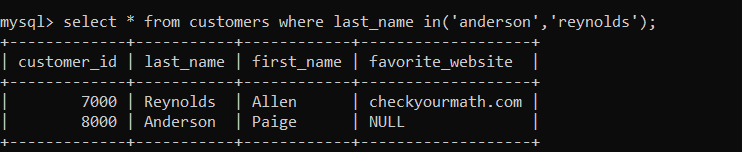 mysql> select * from customers where last_name in('anderson','reynolds');
+-------------+-----------+------------+-------------------+
| customer_id | last_name | first_name | favorite_website  |
+-------------+-----------+------------+-------------------+
|        7000 | Reynolds  | Allen      | checkyourmath.com |
|        8000 | Anderson  | Paige      | NULL              |
+-------------+-----------+------------+-------------------+